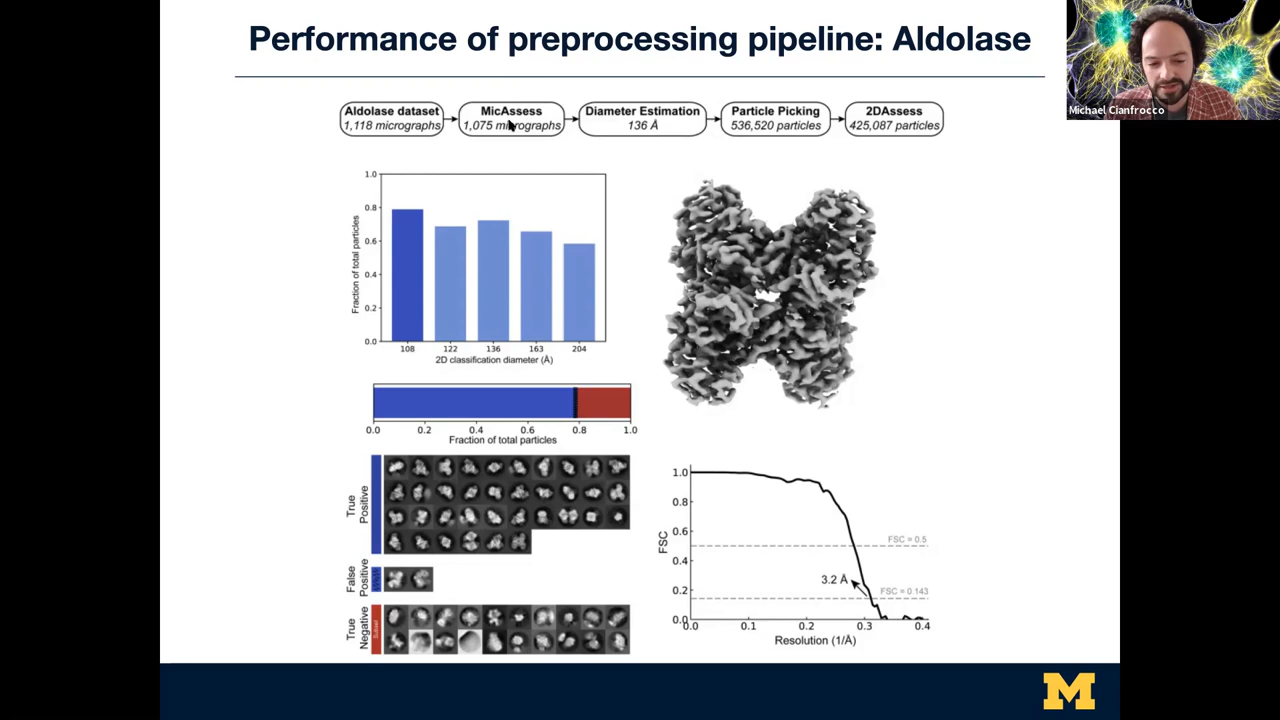 Performance of preprocessing pipeline: Aldolase
Michael Cianfrocco
Aldolase dataset
1,118 micrographs
MicAssess
1,075 micrographs
Diameter Estimation
136 Å
Particle Picking
536,520 particles
2DAssess
425,087 particles
Fraction of total particles
1.0
0.8
0.6
0.4
0.2
0.0
108 122 136 163 204
2D classification diameter (Å)
0.0 0.2 0.4 0.6 0.8 1.0
Fraction of total particles
True
Positive
False
Positive
True
Negative
FSC
1.0
0.8
0.6
0.4
0.2
0.0
FSC = 0.5
3.2 Å
FSC = 0.143
0.0 0.1 0.2 0.3 0.4
Resolution (1/Å)
M